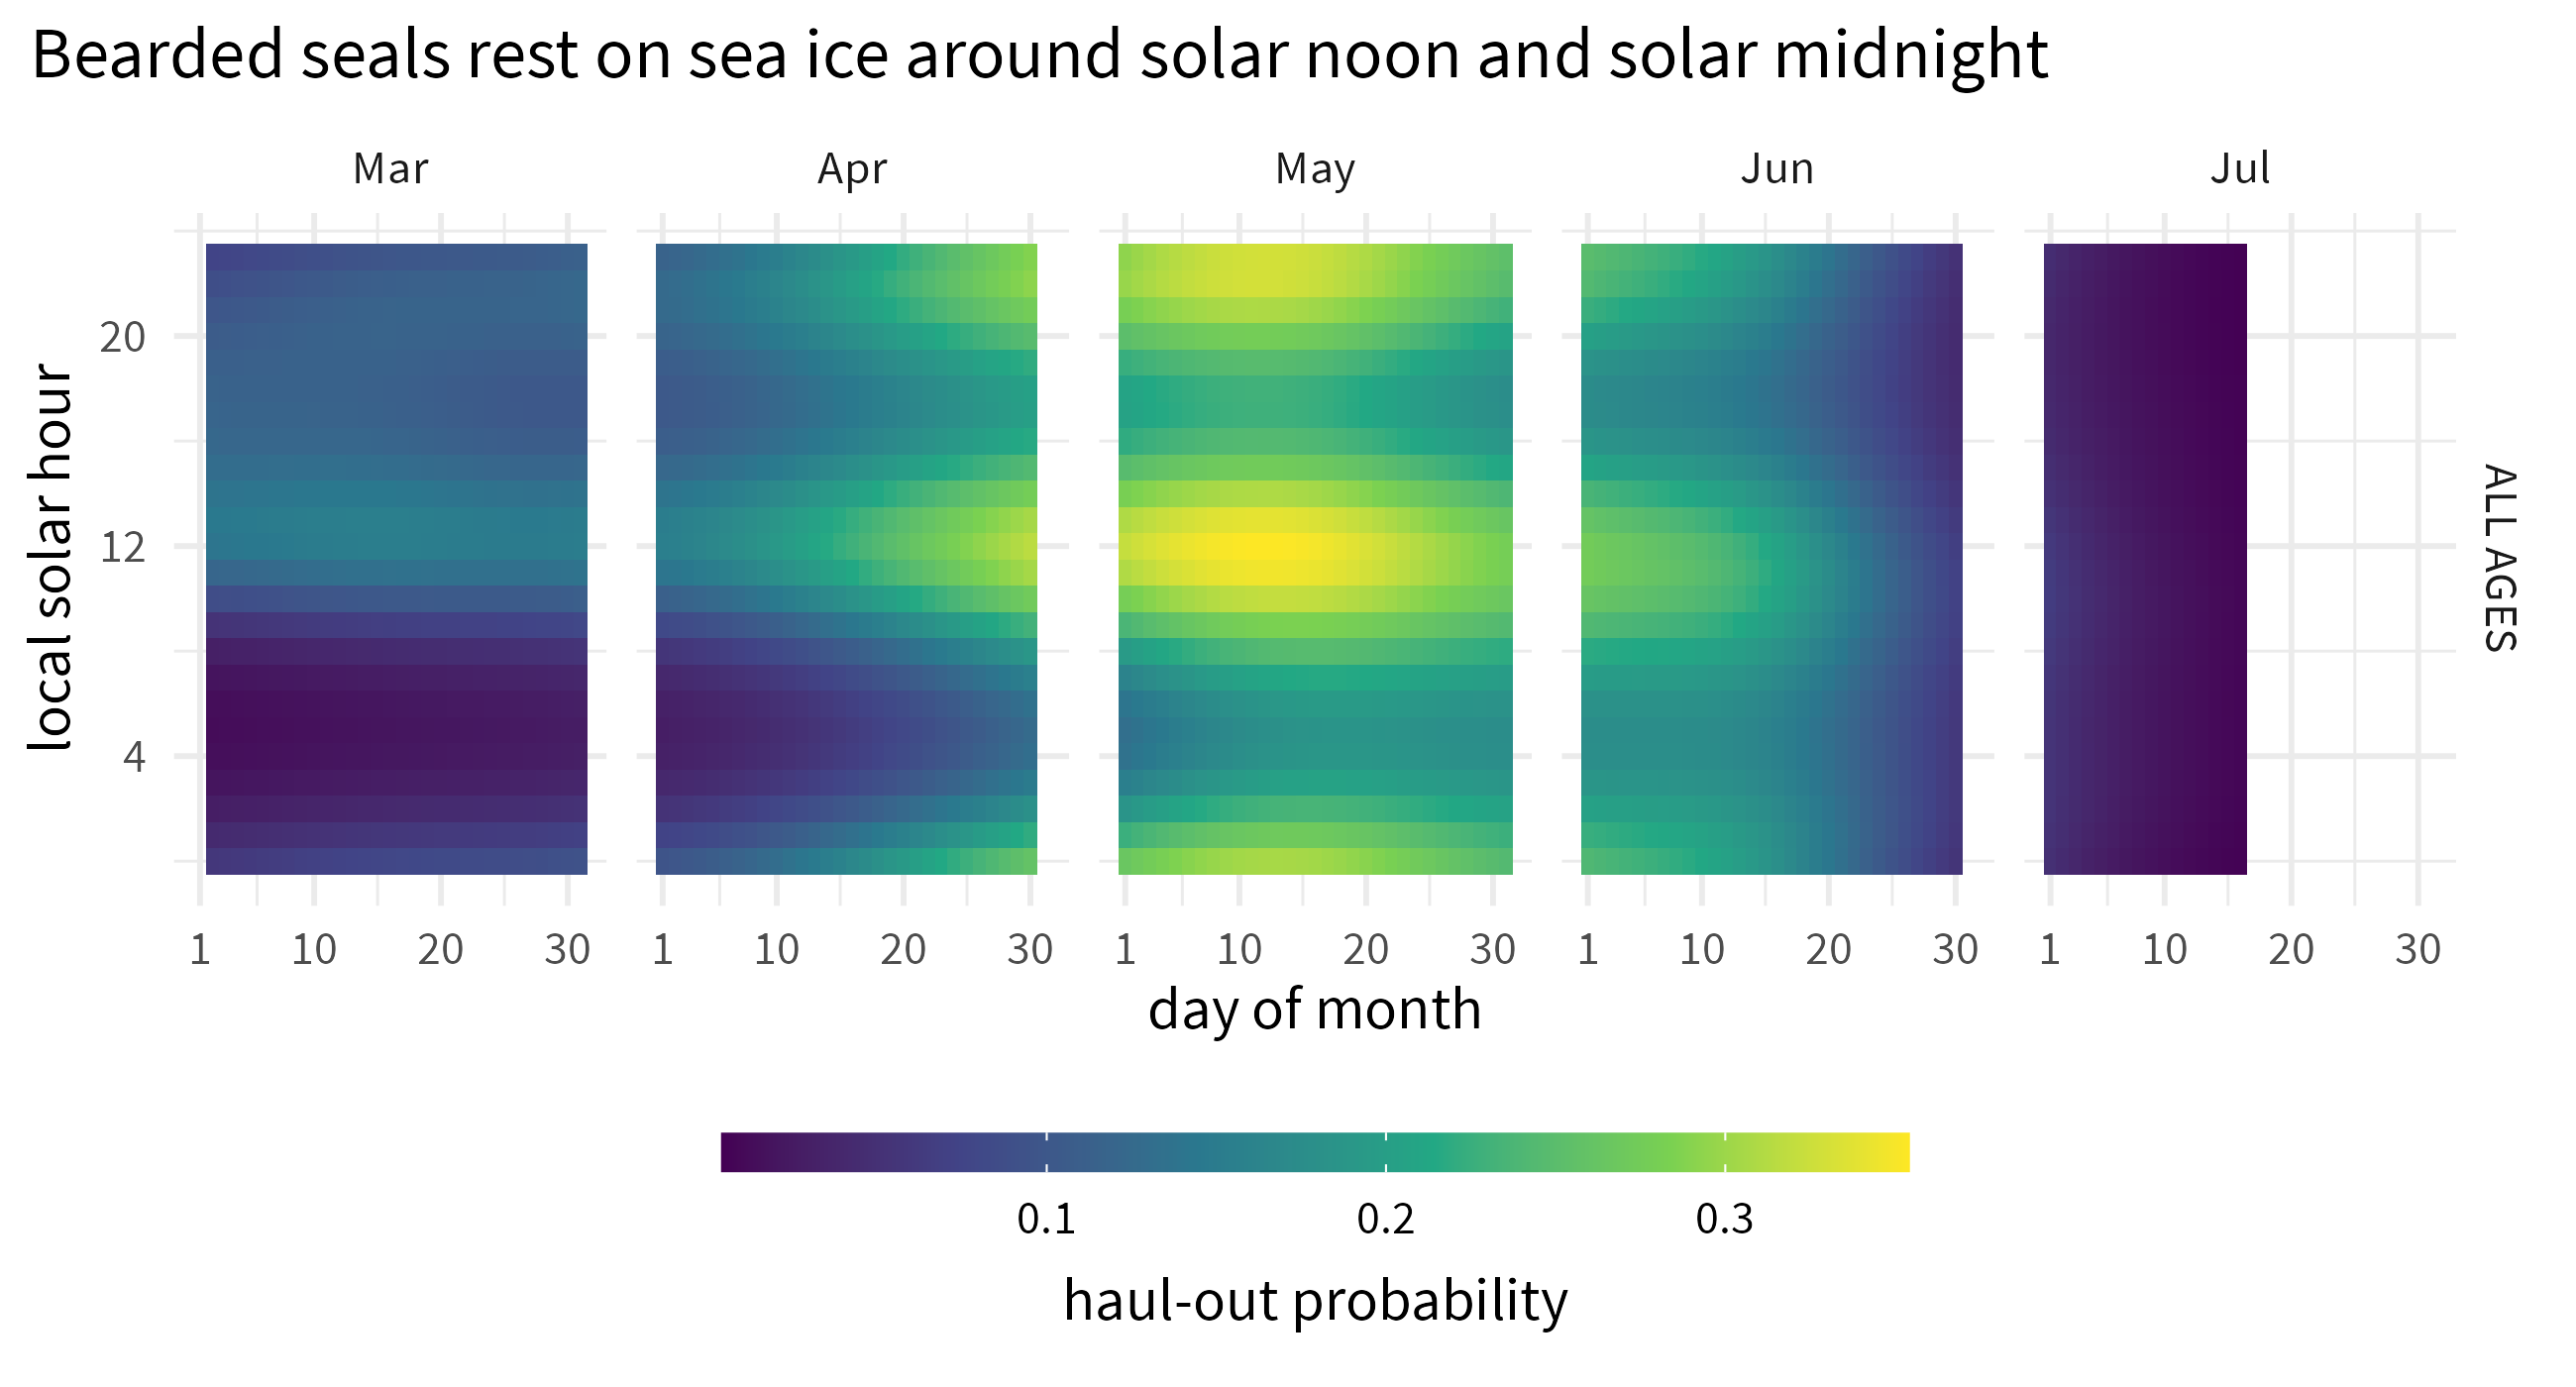 Bearded seals rest on sea ice around solar noon and solar midnight
Mar Apr May Jun Jul
local solar hour
20
12
4
ALL AGES
1 10 20 30 1 10 20 30 1 10 20 30 1 10 20 30 1 10 20 30
day of month
0.1 0.2 0.3
haul-out probability